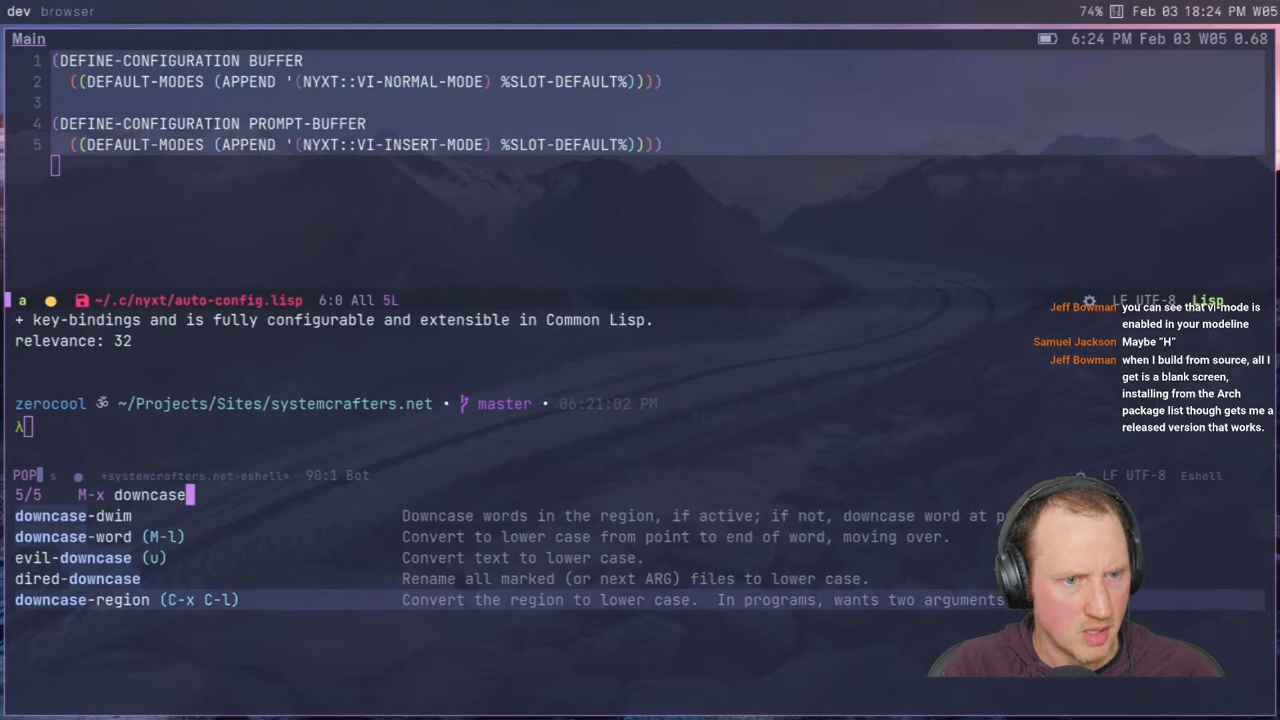 dev browser
74% Feb 03 18:24 PM W05
Main
6:24 PM Feb 03 W05 0.68
1 (DEFINE-CONFIGURATION BUFFER
2 ((DEFAULT-MODES (APPEND '(NYXT::VI-NORMAL-MODE) %SLOT-DEFAULT%))))
3
4 (DEFINE-CONFIGURATION PROMPT-BUFFER
5 ((DEFAULT-MODES (APPEND '(NYXT::VI-INSERT-MODE) %SLOT-DEFAULT%))))
a ~/.c/nyxt/auto-config.lisp 6:0 All 5L
LF UTF-8 Lisp
+ key-bindings and is fully configurable and extensible in Common Lisp.
relevance: 32
Jeff Bowman you can see that vi-mode is
enabled in your modeline
Samuel Jackson Maybe "H"
Jeff Bowman when I build from source, all I
get is a blank screen,
installing from the Arch
package list though gets me a
released version that works.
zerocool ॐ ~/Projects/Sites/systemcrafters.net • master • 06:21:02 PM
λ
POP s *systemcrafters.net-eshell* 90:1 Bot
LF UTF-8 Eshell
5/5 M-x downcase
downcase-dwim Downcase words in the region, if active; if not, downcase word at p
downcase-word (M-l) Convert to lower case from point to end of word, moving over.
evil-downcase (u) Convert text to lower case.
dired-downcase Rename all marked (or next ARG) files to lower case.
downcase-region (C-x C-l) Convert the region to lower case. In programs, wants two arguments